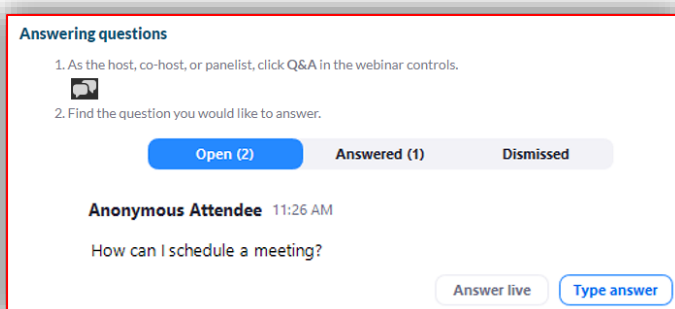 Answering questions
1. As the host, co-host, or panelist, click Q&A in the webinar controls.
2. Find the question you would like to answer.
Open (2) Answered (1) Dismissed
Anonymous Attendee 11:26 AM
How can I schedule a meeting?
Answer live Type answer